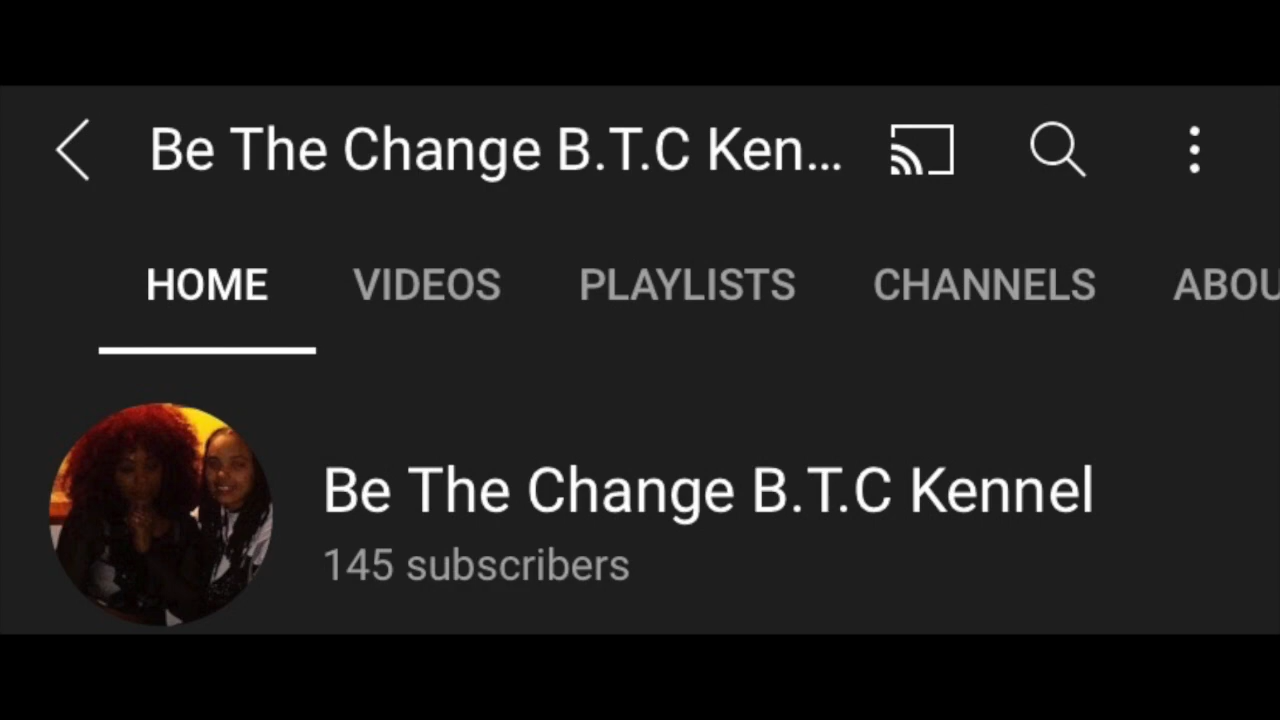 Be The Change B.T.C Ken...
HOME VIDEOS PLAYLISTS CHANNELS ABOU
Be The Change B.T.C Kennel
145 subscribers